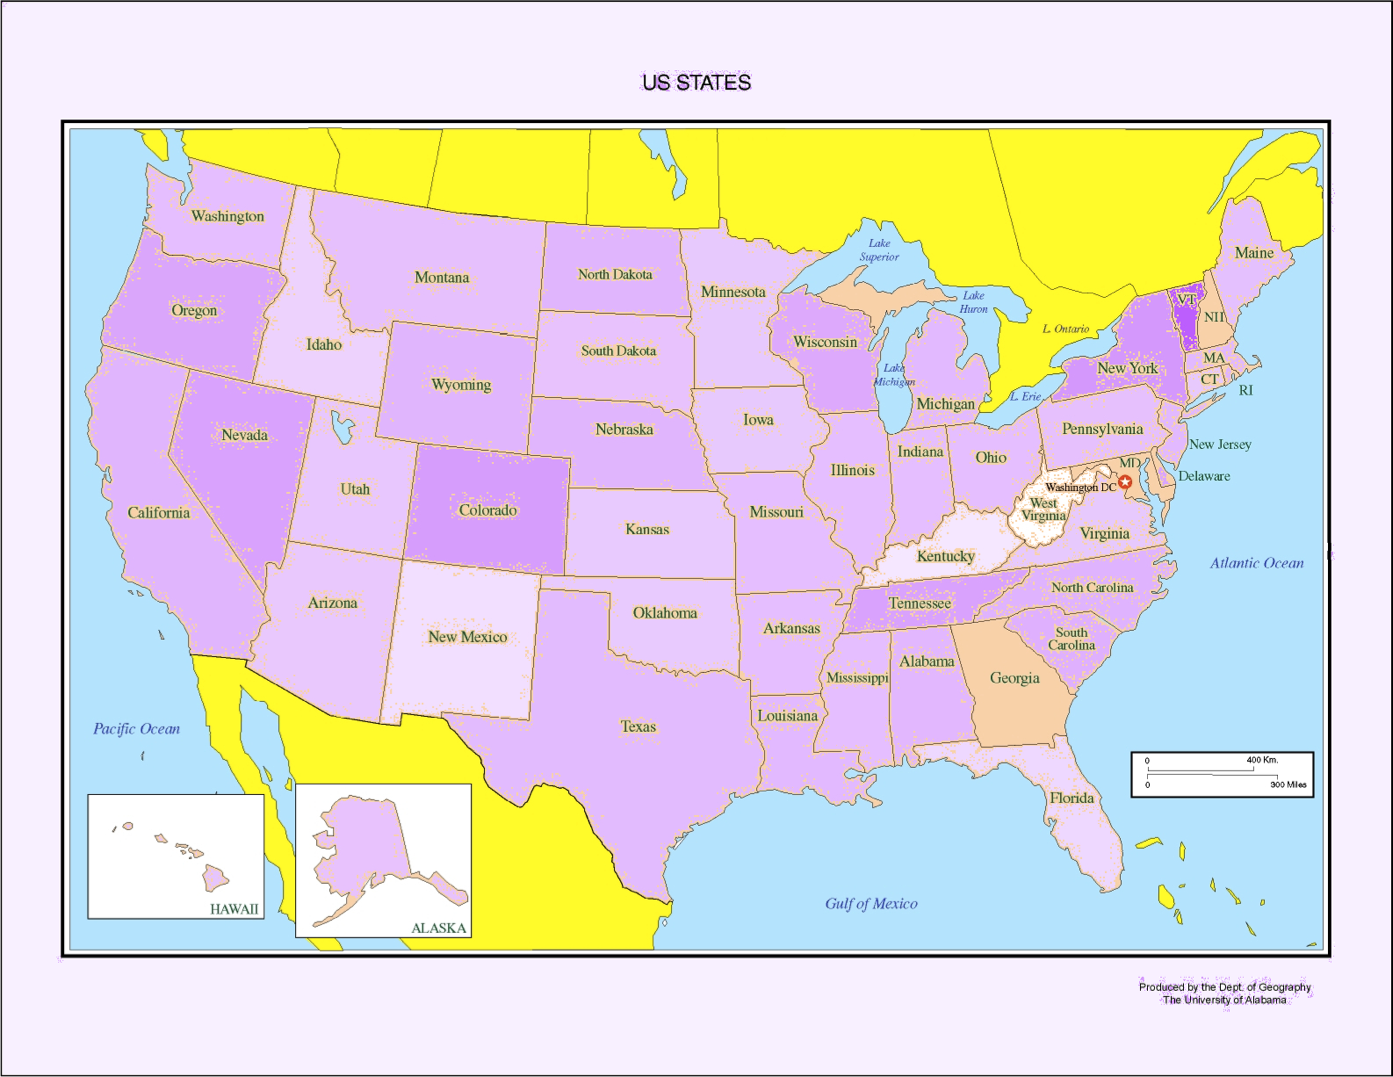 US STATES
Washington
Oregon
California
Nevada
Idaho
Montana
Wyoming
Utah
Colorado
Arizona
New Mexico
North Dakota
South Dakota
Nebraska
Kansas
Oklahoma
Texas
Minnesota
Iowa
Missouri
Arkansas
Louisiana
Wisconsin
Illinois
Michigan
Indiana
Ohio
Kentucky
Tennessee
Mississippi
Alabama
Georgia
Florida
South
Carolina
North Carolina
Virginia
West
Virginia
Washington DC
MD
Delaware
New Jersey
Pennsylvania
New York
VT
NH
Maine
MA
CT
RI
Lake
Superior
Lake
Huron
Lake
Michigan
L. Ontario
L. Erie
Pacific Ocean
Atlantic Ocean
Gulf of Mexico
HAWAII
ALASKA
0 400 Km.
0 300 Miles
Produced by the Dept. of Geography
The University of Alabama